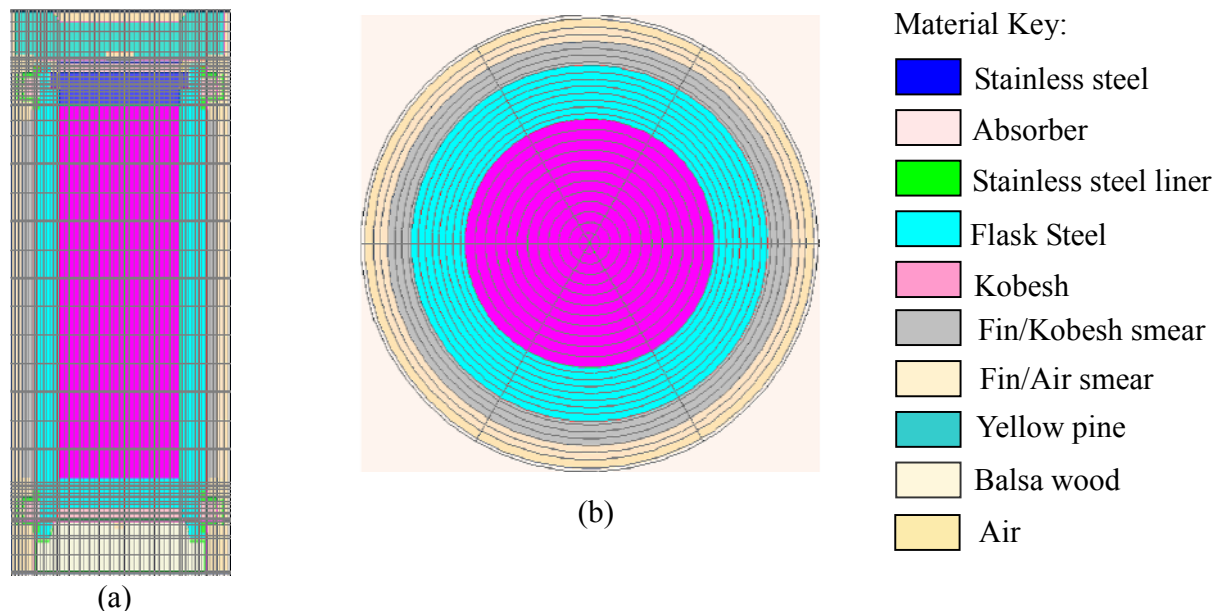 Material Key:
Stainless steel
Absorber
Stainless steel liner
Flask Steel
Kobesh
Fin/Kobesh smear
Fin/Air smear
Yellow pine
Balsa wood
Air
(a)
(b)